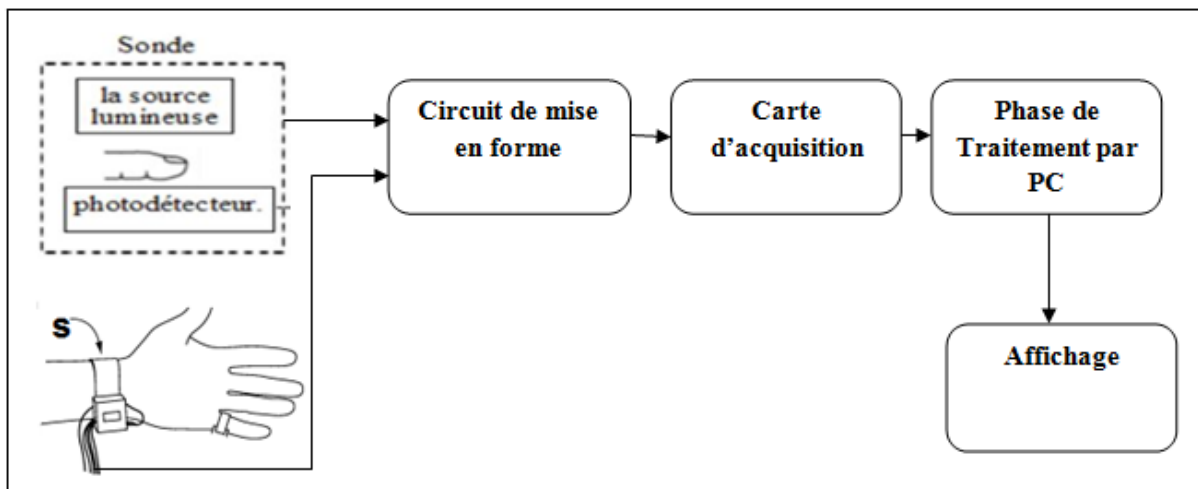 Sonde
la source
lumineuse
photodétecteur.
S
Circuit de mise
en forme
Carte
d'acquisition
Phase de
Traitement par
PC
Affichage